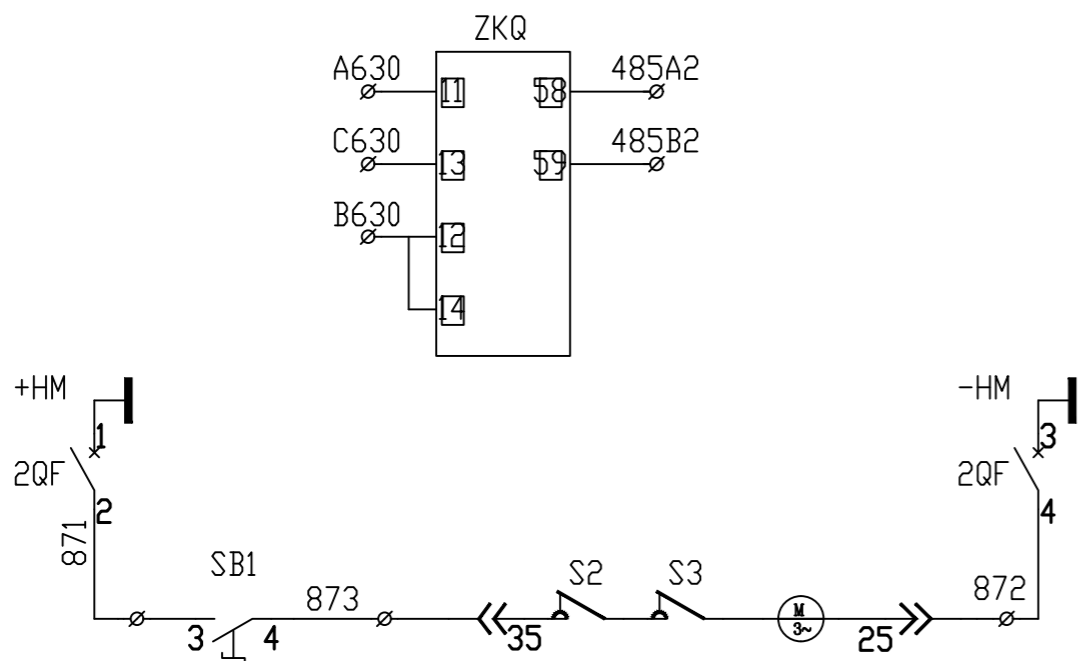 ZKQ
A630 11 58 485A2
C630 13 59 485B2
B630 12
14
+HM -HM
1 3
2QF 2QF
2 4
871
SB1 S2 S3
873 872
3 4 35 M 3~ 25